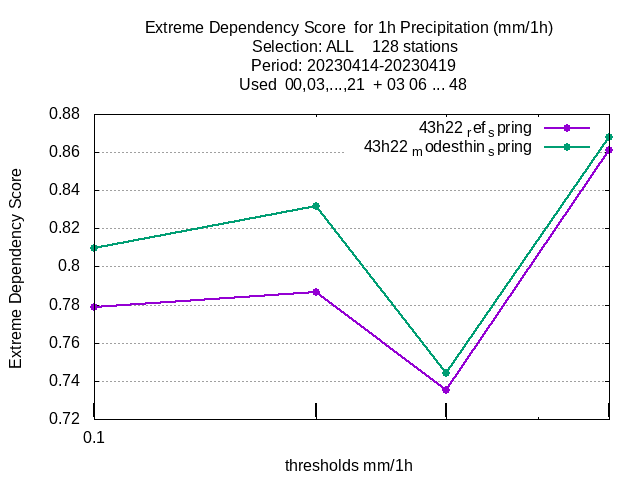 Extreme Dependency Score  for 1h Precipitation (mm/1h)
Selection: ALL    128 stations
Period: 20230414-20230419
Used  00,03,...,21  + 03 06 ... 48
43h22 ref spring
43h22 modesthin spring
Extreme Dependency Score
0.88
0.86
0.84
0.82
0.8
0.78
0.76
0.74
0.72
0.1
thresholds mm/1h